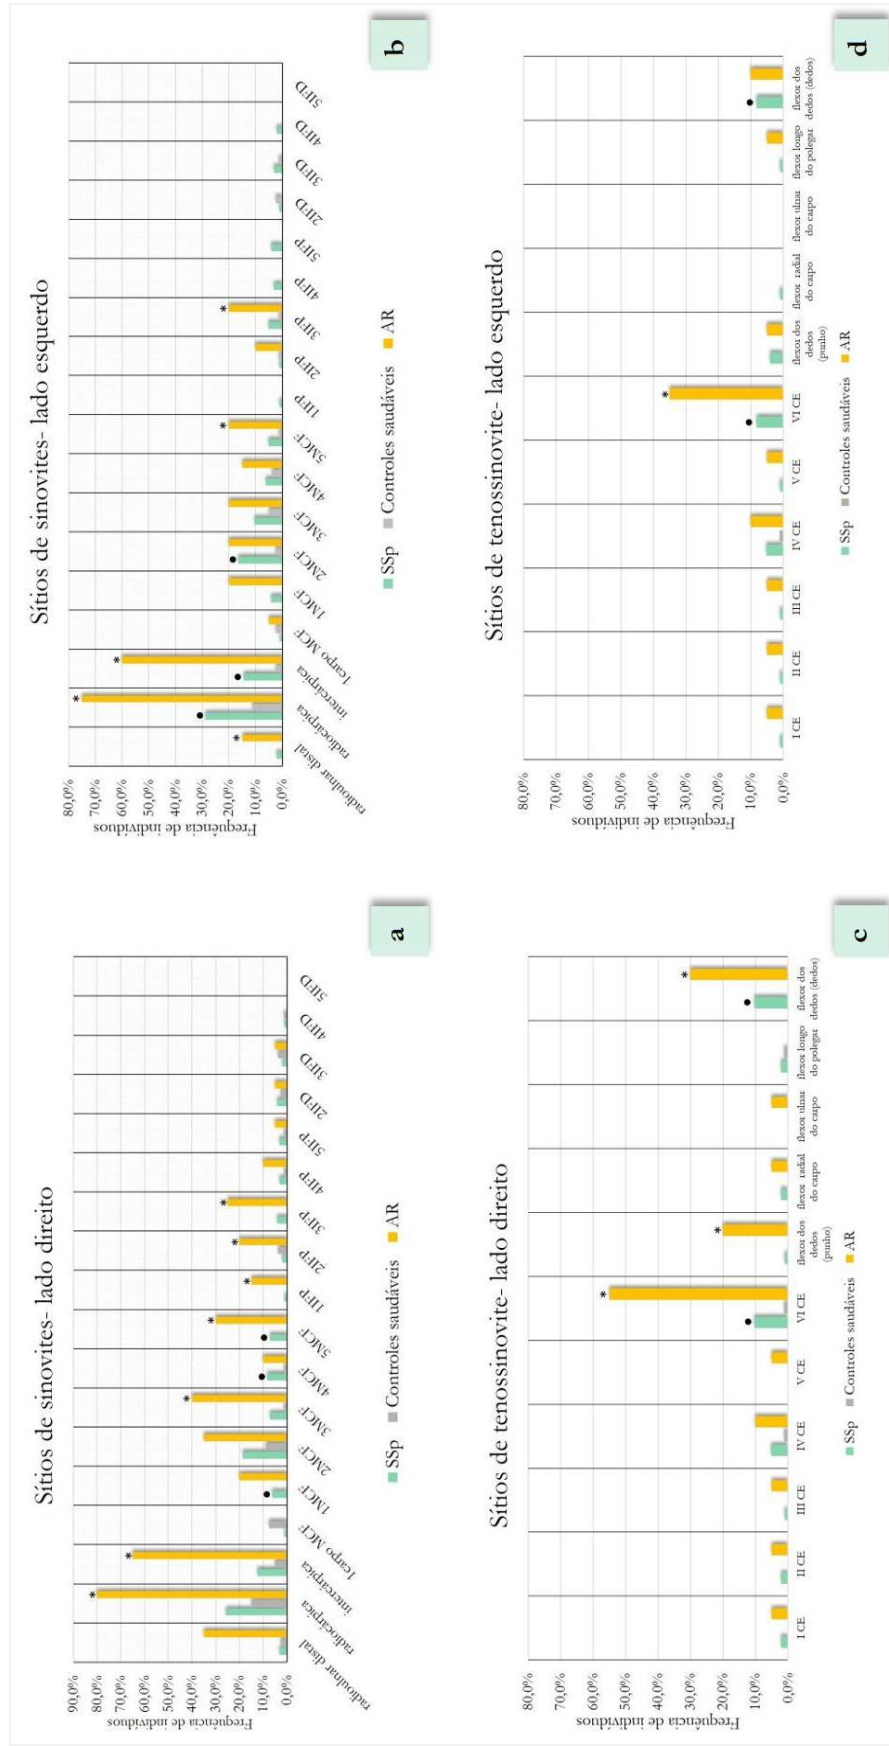 Sítios de sinovites- lado direito
Frequência de indivíduos
90,0%
80,0%
70,0%
60,0%
50,0%
40,0%
30,0%
20,0%
10,0%
0,0%
radioulnar distal
radiocárpica
intercárpica
1carpo MCF
1MCF
2MCF
3MCF
4MCF
5MCF
1IFP
2IFP
3IFP
4IFP
5IFP
2IFD
3IFD
4IFD
5IFD
SSp Controles saudáveis AR
a
Sítios de sinovites- lado esquerdo
Frequência de indivíduos
80,0%
70,0%
60,0%
50,0%
40,0%
30,0%
20,0%
10,0%
0,0%
radioulnar distal
radiocárpica
intercárpica
1carpo MCF
1MCF
2MCF
3MCF
4MCF
5MCF
1IFP
2IFP
3IFP
4IFP
5IFP
2IFD
3IFD
4IFD
5IFD
SSp Controles saudáveis AR
b
Sítios de tenossinovite- lado direito
Frequência de indivíduos
80,0%
70,0%
60,0%
50,0%
40,0%
30,0%
20,0%
10,0%
0,0%
I CE
II CE
III CE
IV CE
V CE
VI CE
flexor dos
dedos
(punho)
flexor radial
do carpo
flexor ulnar
do carpo
flexor longo
do polegar
flexor dos
dedos (dedos)
SSp Controles saudáveis AR
c
Sítios de tenossinovite- lado esquerdo
Frequência de indivíduos
80,0%
70,0%
60,0%
50,0%
40,0%
30,0%
20,0%
10,0%
0,0%
I CE
II CE
III CE
IV CE
V CE
VI CE
flexor dos
dedos
(punho)
flexor radial
do carpo
flexor ulnar
do carpo
flexor longo
do polegar
flexor dos
dedos (dedos)
SSp Controles saudáveis AR
d